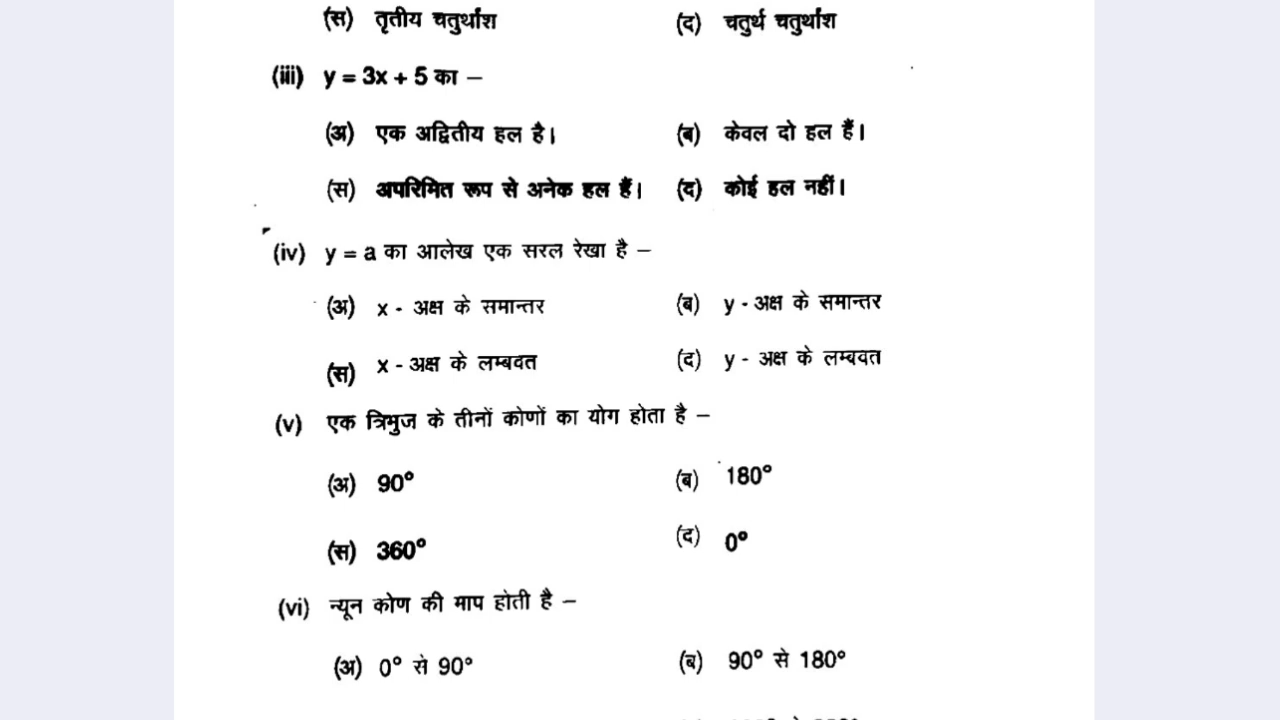 (स) तृतीय चतुर्थांश (द) चतुर्थ चतुर्थांश
(iii) y = 3x + 5 का –
(अ) एक अद्वितीय हल है। (ब) केवल दो हल हैं।
(स) अपरिमित रूप से अनेक हल हैं। (द) कोई हल नहीं।
(iv) y = a का आलेख एक सरल रेखा है –
(अ) x - अक्ष के समान्तर (ब) y - अक्ष के समान्तर
(स) x - अक्ष के लम्बवत (द) y - अक्ष के लम्बवत
(v) एक त्रिभुज के तीनों कोणों का योग होता है –
(अ) 90° (ब) 180°
(स) 360° (द) 0°
(vi) न्यून कोण की माप होती है –
(अ) 0° से 90° (ब) 90° से 180°